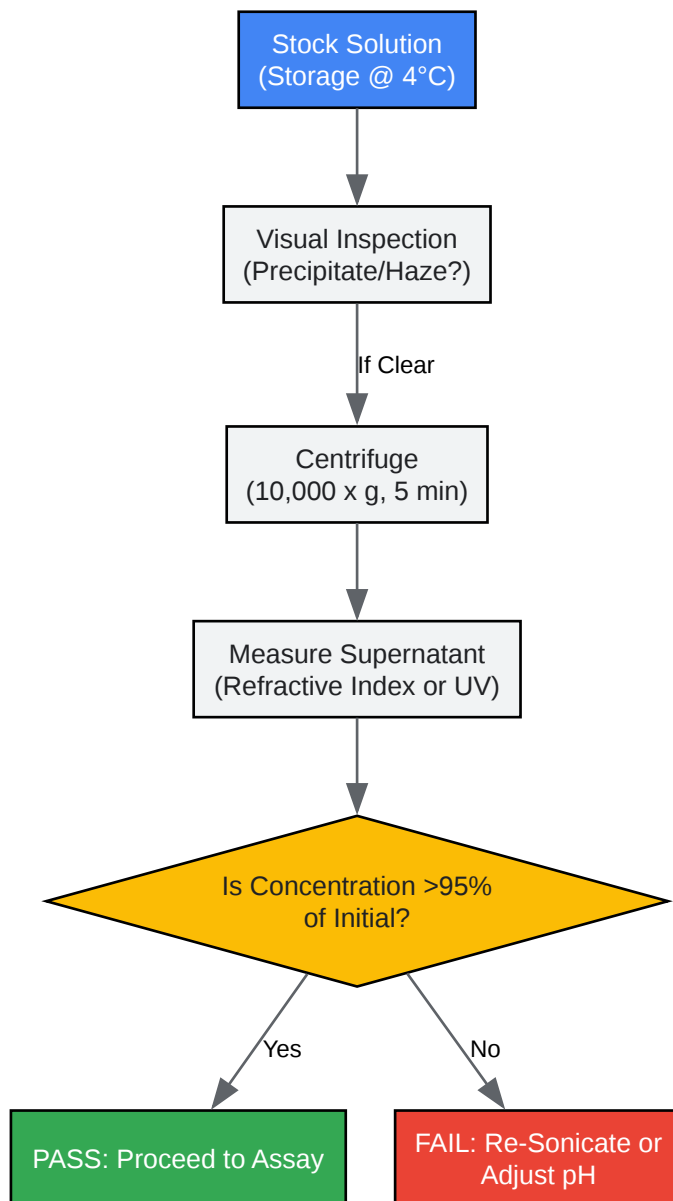 Stock Solution
(Storage @ 4°C)
Visual Inspection
(Precipitate/Haze?)
If Clear
Centrifuge
(10,000 x g, 5 min)
Measure Supernatant
(Refractive Index or UV)
Is Concentration >95%
of Initial?
Yes
No
PASS: Proceed to Assay
FAIL: Re-Sonicate or
Adjust pH